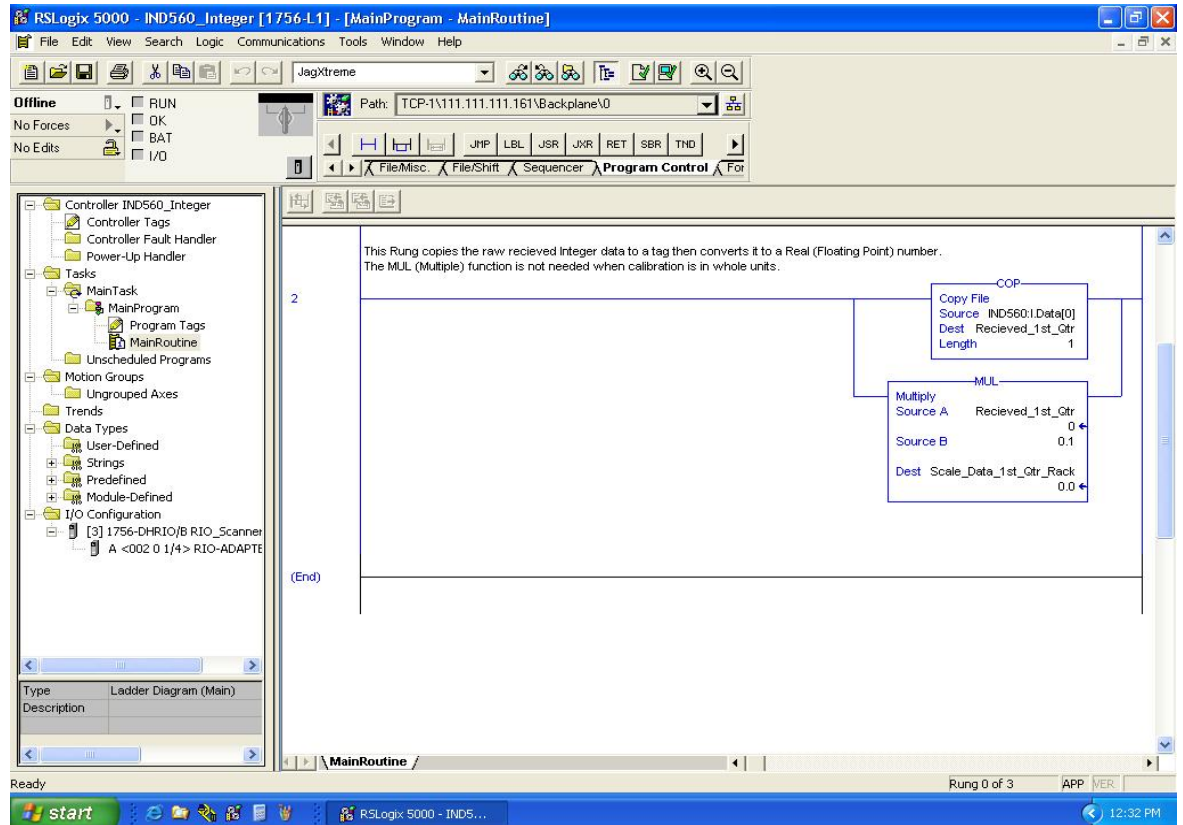 RSLogix 5000 - IND560_Integer [1756-L1] - [MainProgram - MainRoutine]
File Edit View Search Logic Communications Tools Window Help
JagXtreme
Offline
RUN
No Forces
OK
BAT
No Edits
I/O
Path: TCP-1\111.111.111.161\Backplane\0
JMP LBL JSR JXR RET SBR TND
File/Misc. File/Shift Sequencer Program Control For
Controller IND560_Integer
Controller Tags
Controller Fault Handler
Power-Up Handler
Tasks
MainTask
MainProgram
Program Tags
MainRoutine
Unscheduled Programs
Motion Groups
Ungrouped Axes
Trends
Data Types
User-Defined
Strings
Predefined
Module-Defined
I/O Configuration
[3] 1756-DHRIO/B RIO_Scanner
A <002 0 1/4> RIO-ADAPTE
Type Ladder Diagram (Main)
Description
This Rung copies the raw recieved Integer data to a tag then converts it to a Real (Floating Point) number.
The MUL (Multiple) function is not needed when calibration is in whole units.
2
COP
Copy File
Source IND560:I.Data[0]
Dest Recieved_1st_Qtr
Length 1
MUL
Multiply
Source A Recieved_1st_Qtr
0
Source B 0.1
Dest Scale_Data_1st_Qtr_Rack
0.0
(End)
MainRoutine
Ready
Rung 0 of 3 APP VER
start
RSLogix 5000 - IND5...
12:32 PM